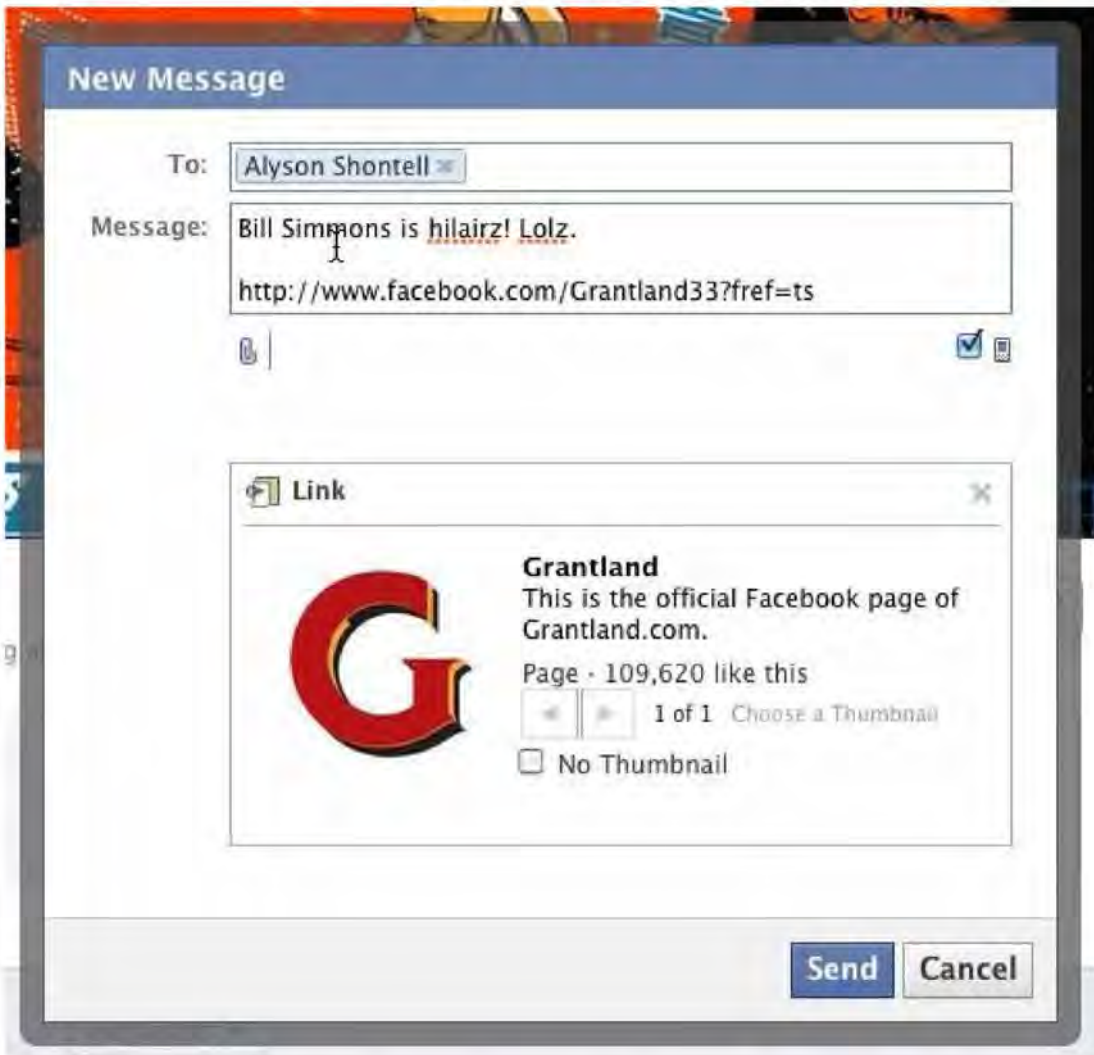 New Message
To: Alyson Shontell
Message: Bill Simmons is hilairz! Lolz.
http://www.facebook.com/Grantland33?fref=ts
Link
G
Grantland
This is the official Facebook page of
Grantland.com.
Page · 109,620 like this
1 of 1 Choose a Thumbnail
No Thumbnail
Send Cancel